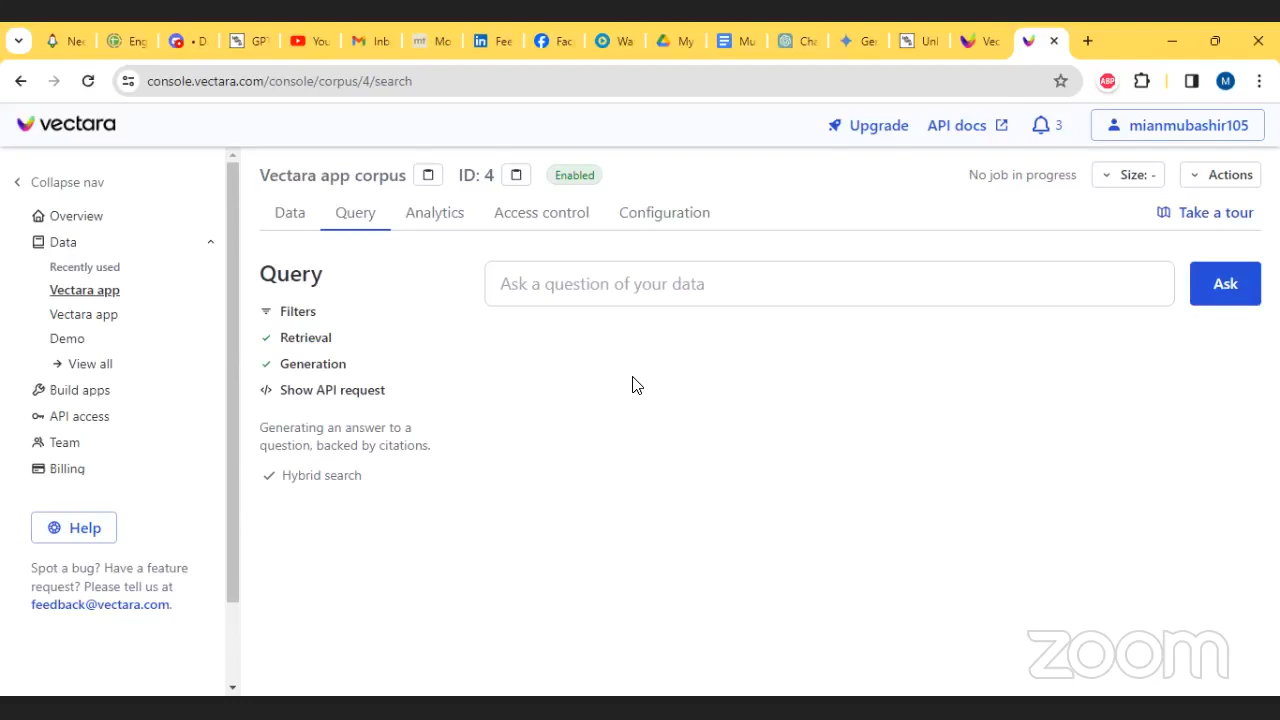 Ne
Eng
D
GP
You
Inb
mt
Mo
Fee
Fac
Wa
My
Mu
Cha
Ge
Unl
Vec
console.vectara.com/console/corpus/4/search
ABP
M
vectara
Upgrade
API docs
3
mianmubashir105
Collapse nav
Overview
Data
Recently used
Vectara app
Vectara app
Demo
View all
Build apps
API access
Team
Billing
Help
Spot a bug? Have a feature
request? Please tell us at
feedback@vectara.com.
Vectara app corpus
ID: 4
Enabled
No job in progress
Size: -
Actions
Data
Query
Analytics
Access control
Configuration
Take a tour
Query
Ask a question of your data
Ask
Filters
Retrieval
Generation
Show API request
Generating an answer to a
question, backed by citations.
Hybrid search
zoom